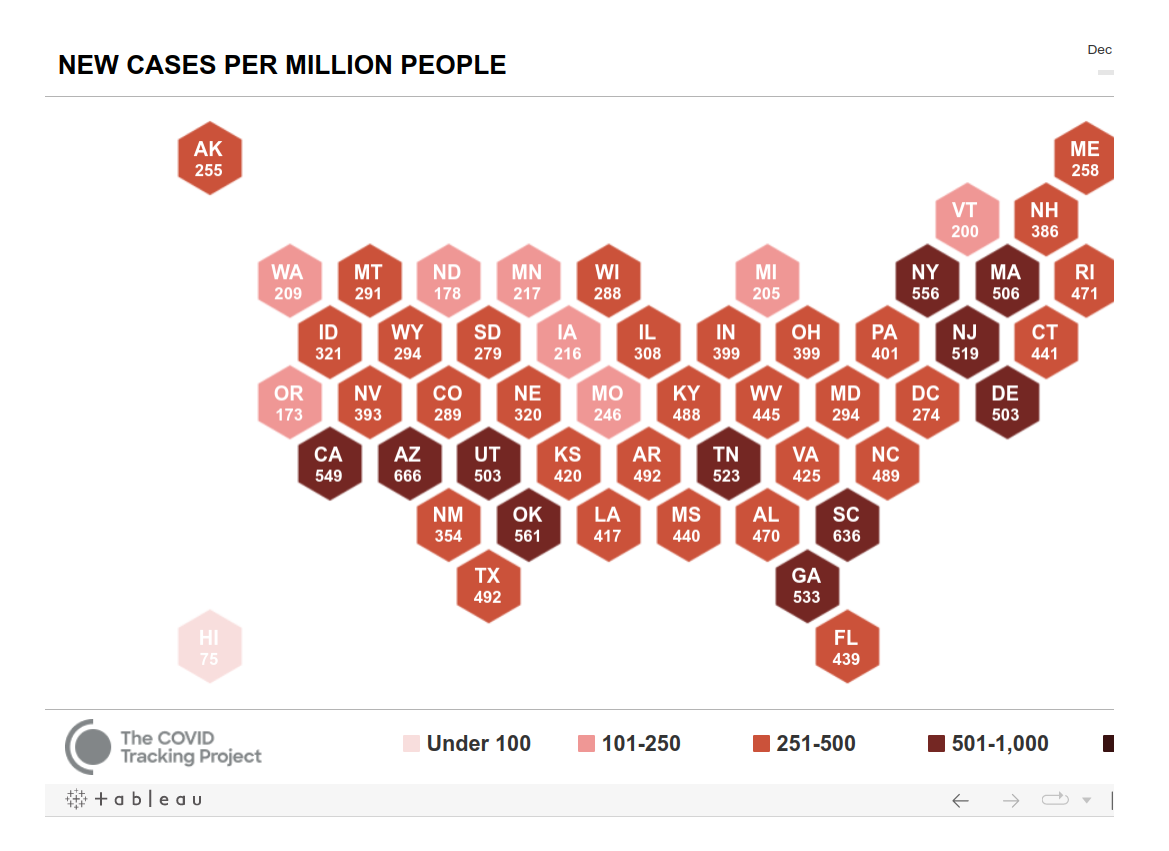 NEW CASES PER MILLION PEOPLE
Dec
AK
255
ME
258
VT
200
NH
386
WA
209
MT
291
ND
178
MN
217
WI
288
MI
205
NY
556
MA
506
RI
471
ID
321
WY
294
SD
279
IA
216
IL
308
IN
399
OH
399
PA
401
NJ
519
CT
441
OR
173
NV
393
CO
289
NE
320
MO
246
KY
488
WV
445
MD
294
DC
274
DE
503
CA
549
AZ
666
UT
503
KS
420
AR
492
TN
523
VA
425
NC
489
NM
354
OK
561
LA
417
MS
440
AL
470
SC
636
TX
492
GA
533
HI
75
FL
439
The COVID
Tracking Project
Under 100
101-250
251-500
501-1,000
+ableau